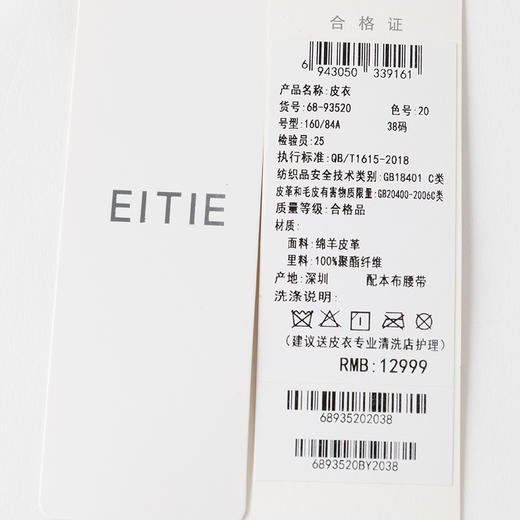 EITIE
合格证
6 943050 339161
产品名称:皮衣
货号:68-93520 色号:20
号型:160/84A 38码
检验员:25
执行标准:QB/T1615-2018
纺织品安全技术类别:GB18401 C类
皮革和毛皮有害物质限量:GB20400-2006C类
质量等级:合格品
材质:
面料:绵羊皮革
里料:100%聚酯纤维
产地:深圳 配本布腰带
洗涤说明:
(建议送皮衣专业清洗店护理)
RMB:12999
68935202038
6893520BY2038